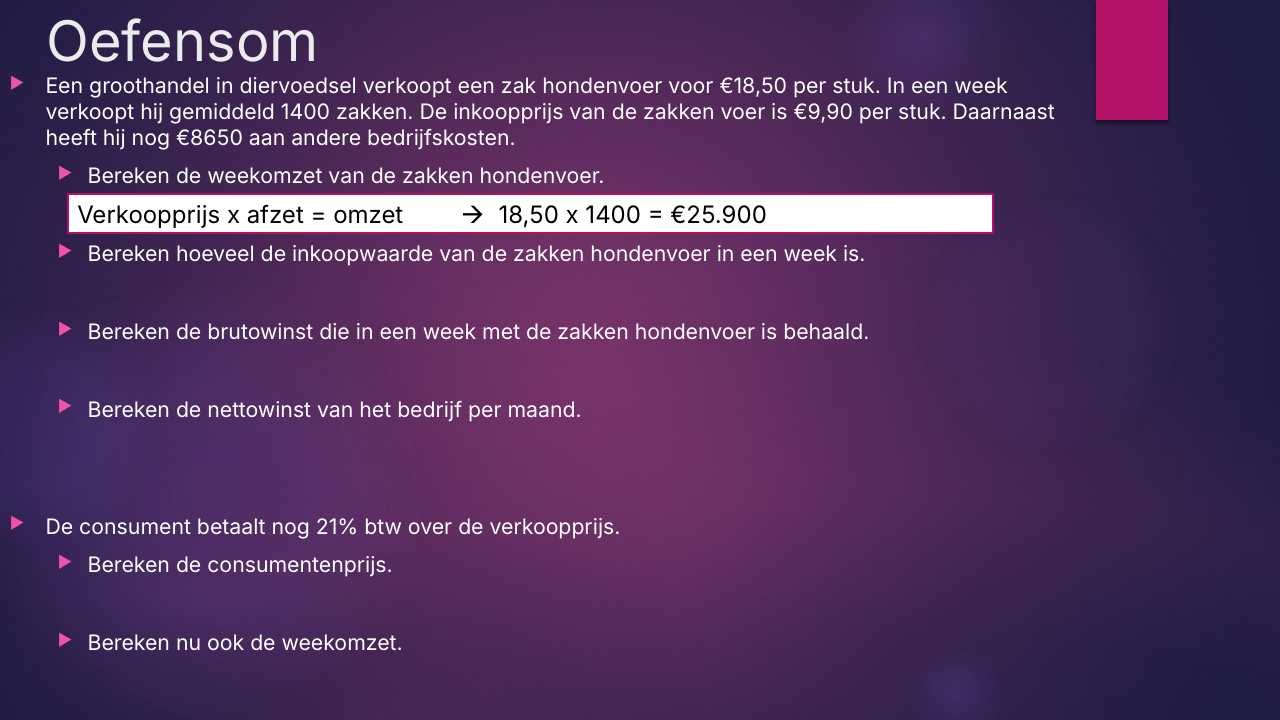 Oefensom
Een groothandel in diervoedsel verkoopt een zak hondenvoer voor €18,50 per stuk. In een week
verkoopt hij gemiddeld 1400 zakken. De inkoopprijs van de zakken voer is €9,90 per stuk. Daarnaast
heeft hij nog €8650 aan andere bedrijfskosten.
Bereken de weekomzet van de zakken hondenvoer.
Verkoopprijs x afzet = omzet → 18,50 x 1400 = €25.900
Bereken hoeveel de inkoopwaarde van de zakken hondenvoer in een week is.
Bereken de brutowinst die in een week met de zakken hondenvoer is behaald.
Bereken de nettowinst van het bedrijf per maand.
De consument betaalt nog 21% btw over de verkoopprijs.
Bereken de consumentenprijs.
Bereken nu ook de weekomzet.